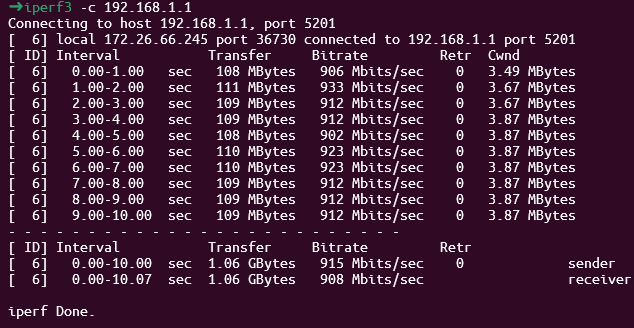 ➜iperf3 -c 192.168.1.1
Connecting to host 192.168.1.1, port 5201
[  6] local 172.26.66.245 port 36730 connected to 192.168.1.1 port 5201
[ ID] Interval           Transfer     Bitrate         Retr  Cwnd
[  6]   0.00-1.00   sec   108 MBytes   906 Mbits/sec    0   3.49 MBytes
[  6]   1.00-2.00   sec   111 MBytes   933 Mbits/sec    0   3.67 MBytes
[  6]   2.00-3.00   sec   109 MBytes   912 Mbits/sec    0   3.67 MBytes
[  6]   3.00-4.00   sec   109 MBytes   912 Mbits/sec    0   3.87 MBytes
[  6]   4.00-5.00   sec   108 MBytes   902 Mbits/sec    0   3.87 MBytes
[  6]   5.00-6.00   sec   110 MBytes   923 Mbits/sec    0   3.87 MBytes
[  6]   6.00-7.00   sec   110 MBytes   923 Mbits/sec    0   3.87 MBytes
[  6]   7.00-8.00   sec   109 MBytes   912 Mbits/sec    0   3.87 MBytes
[  6]   8.00-9.00   sec   109 MBytes   912 Mbits/sec    0   3.87 MBytes
[  6]   9.00-10.00  sec   109 MBytes   912 Mbits/sec    0   3.87 MBytes
- - - - - - - - - - - - - - - - - - - - - - - - -
[ ID] Interval           Transfer     Bitrate         Retr
[  6]   0.00-10.00  sec  1.06 GBytes   915 Mbits/sec    0             sender
[  6]   0.00-10.07  sec  1.06 GBytes   908 Mbits/sec                  receiver
iperf Done.